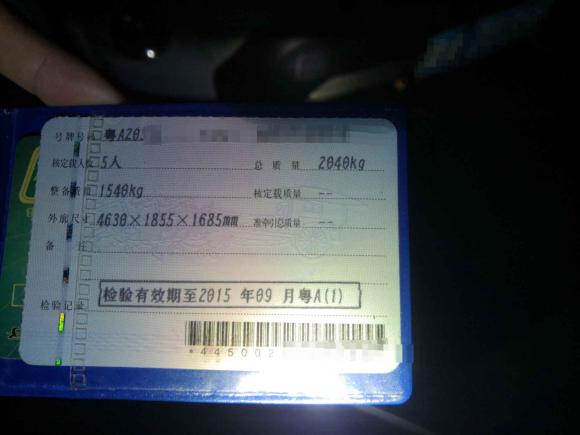 号牌号码 粤A203
核定载人数 5人 总质量 2040kg
整备质量 1540kg 核定载质量 --
外廓尺寸 4630×1855×1685mm 准牵引总质量 --
备注
检验记录 检验有效期至2015 年09 月粤A(1)
*445002